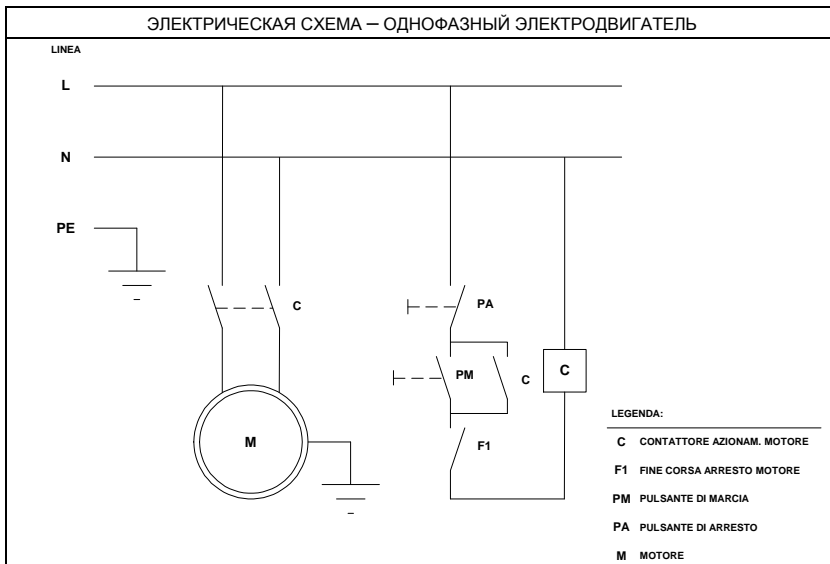 ЭЛЕКТРИЧЕСКАЯ СХЕМА – ОДНОФАЗНЫЙ ЭЛЕКТРОДВИГАТЕЛЬ
LINEA
L
N
PE
C
PA
PM
C
C
M
F1
LEGENDA:
C CONTATTORE AZIONAM. MOTORE
F1 FINE CORSA ARRESTO MOTORE
PM PULSANTE DI MARCIA
PA PULSANTE DI ARRESTO
M MOTORE